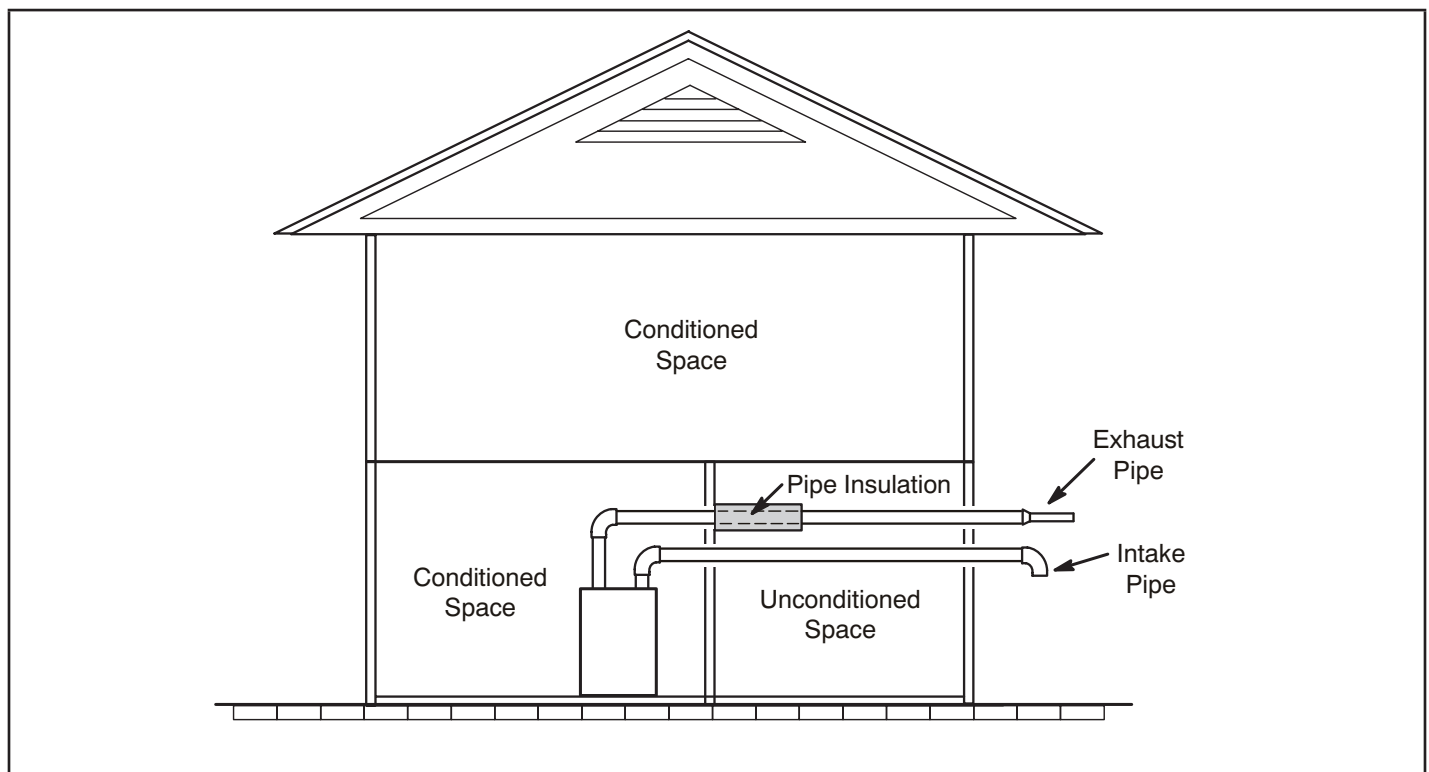 Conditioned
Space
Exhaust
Pipe
Pipe Insulation
Intake
Pipe
Conditioned
Space
Unconditioned
Space